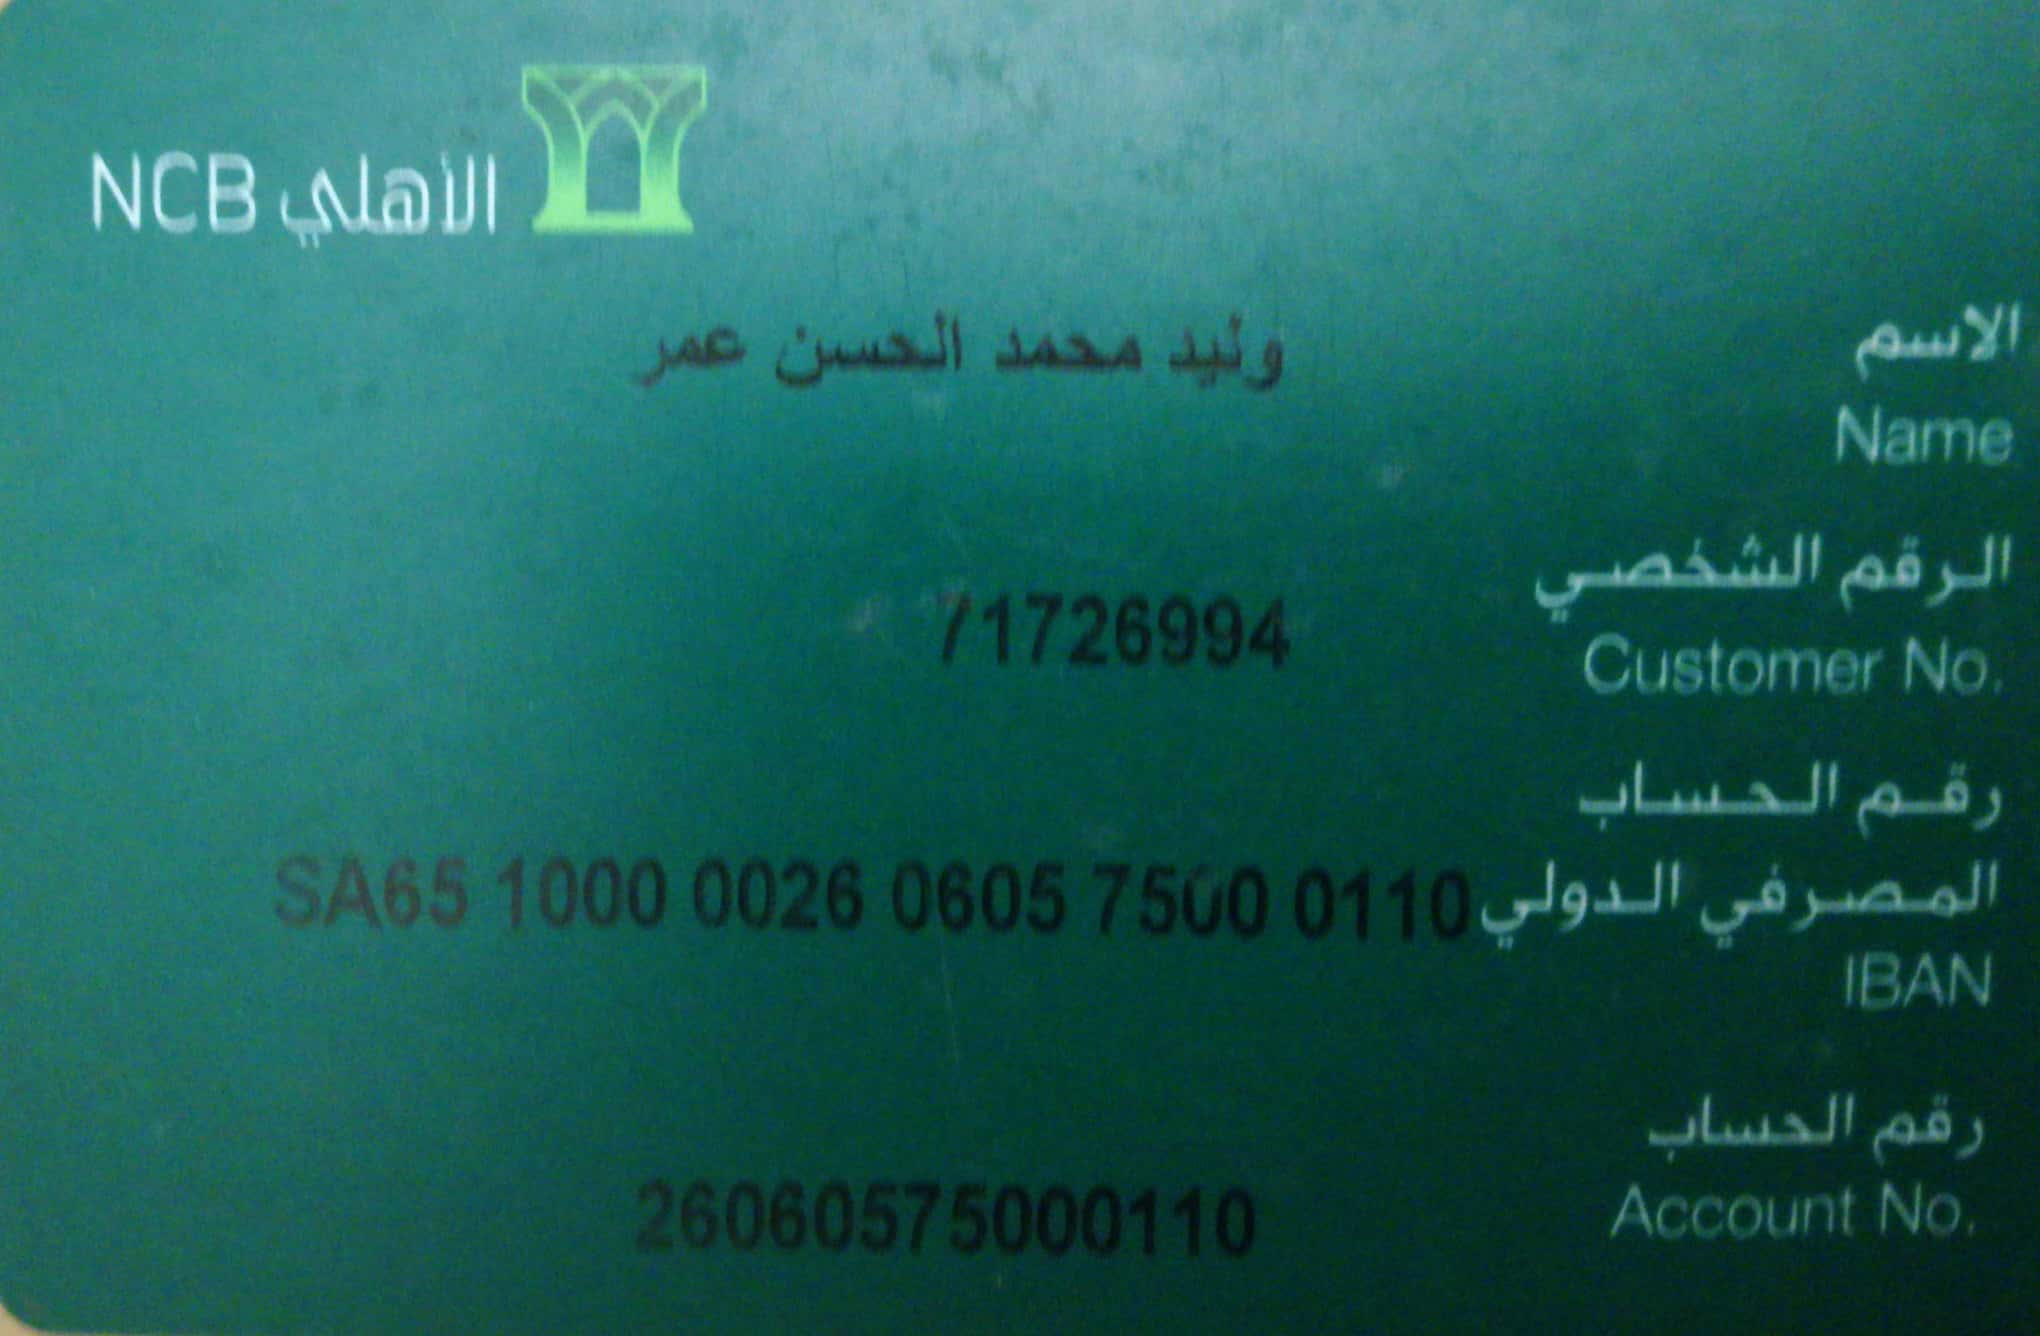 NCB الأهلي
الاسم
Name
وليد محمد الحسن عمر
الرقم الشخصي
Customer No.
71726994
رقم الحساب
المصرفي الدولي
IBAN
SA65 1000 0026 0605 7500 0110
رقم الحساب
Account No.
26060575000110